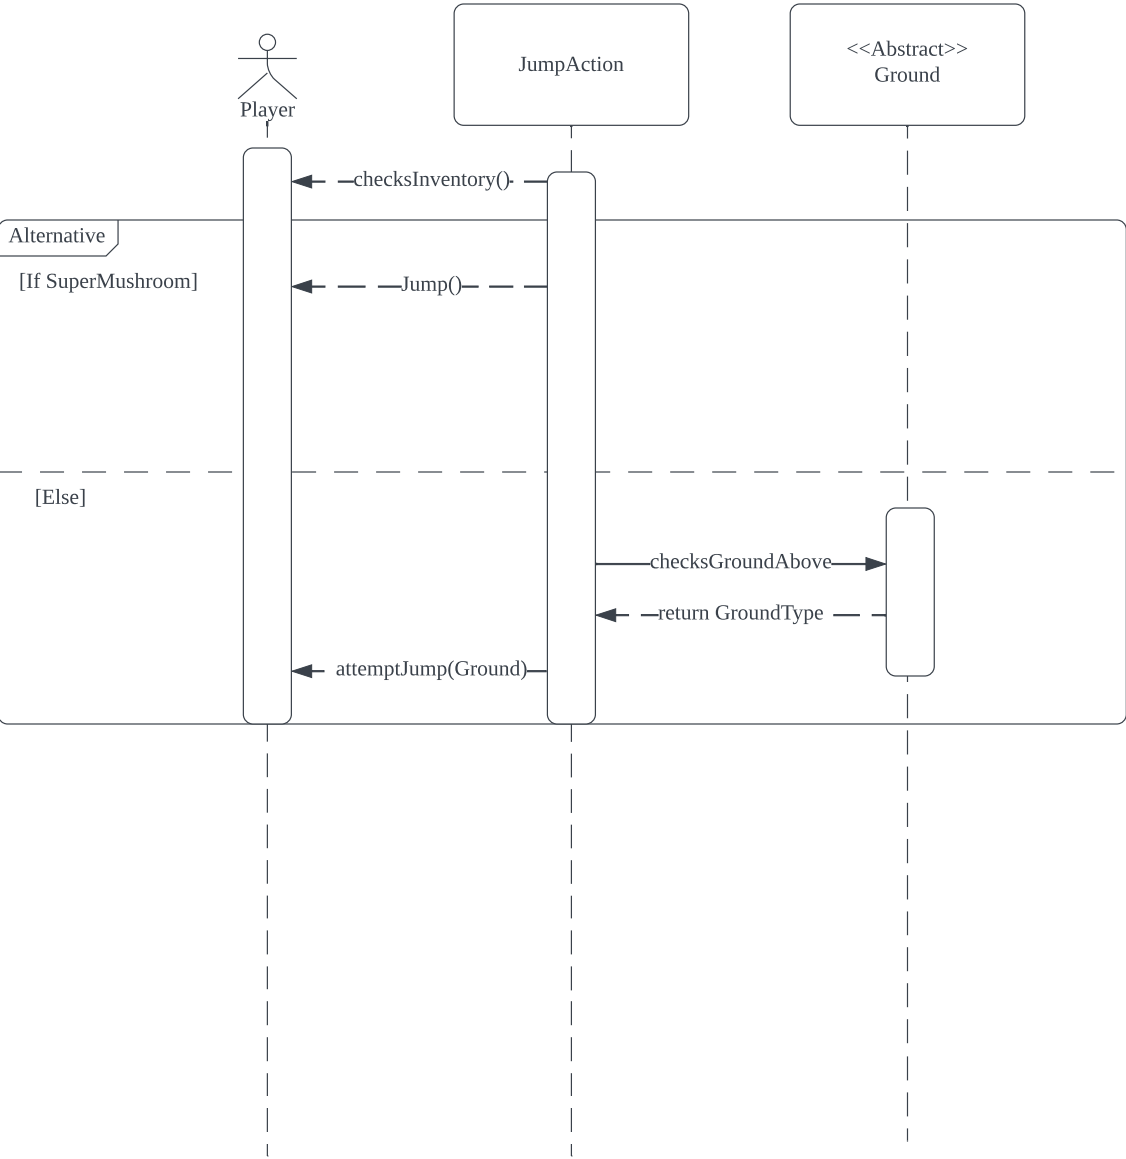 Player
JumpAction
<<Abstract>>
Ground
checksInventory()
Alternative
[If SuperMushroom]
Jump()
[Else]
checksGroundAbove
return GroundType
attemptJump(Ground)